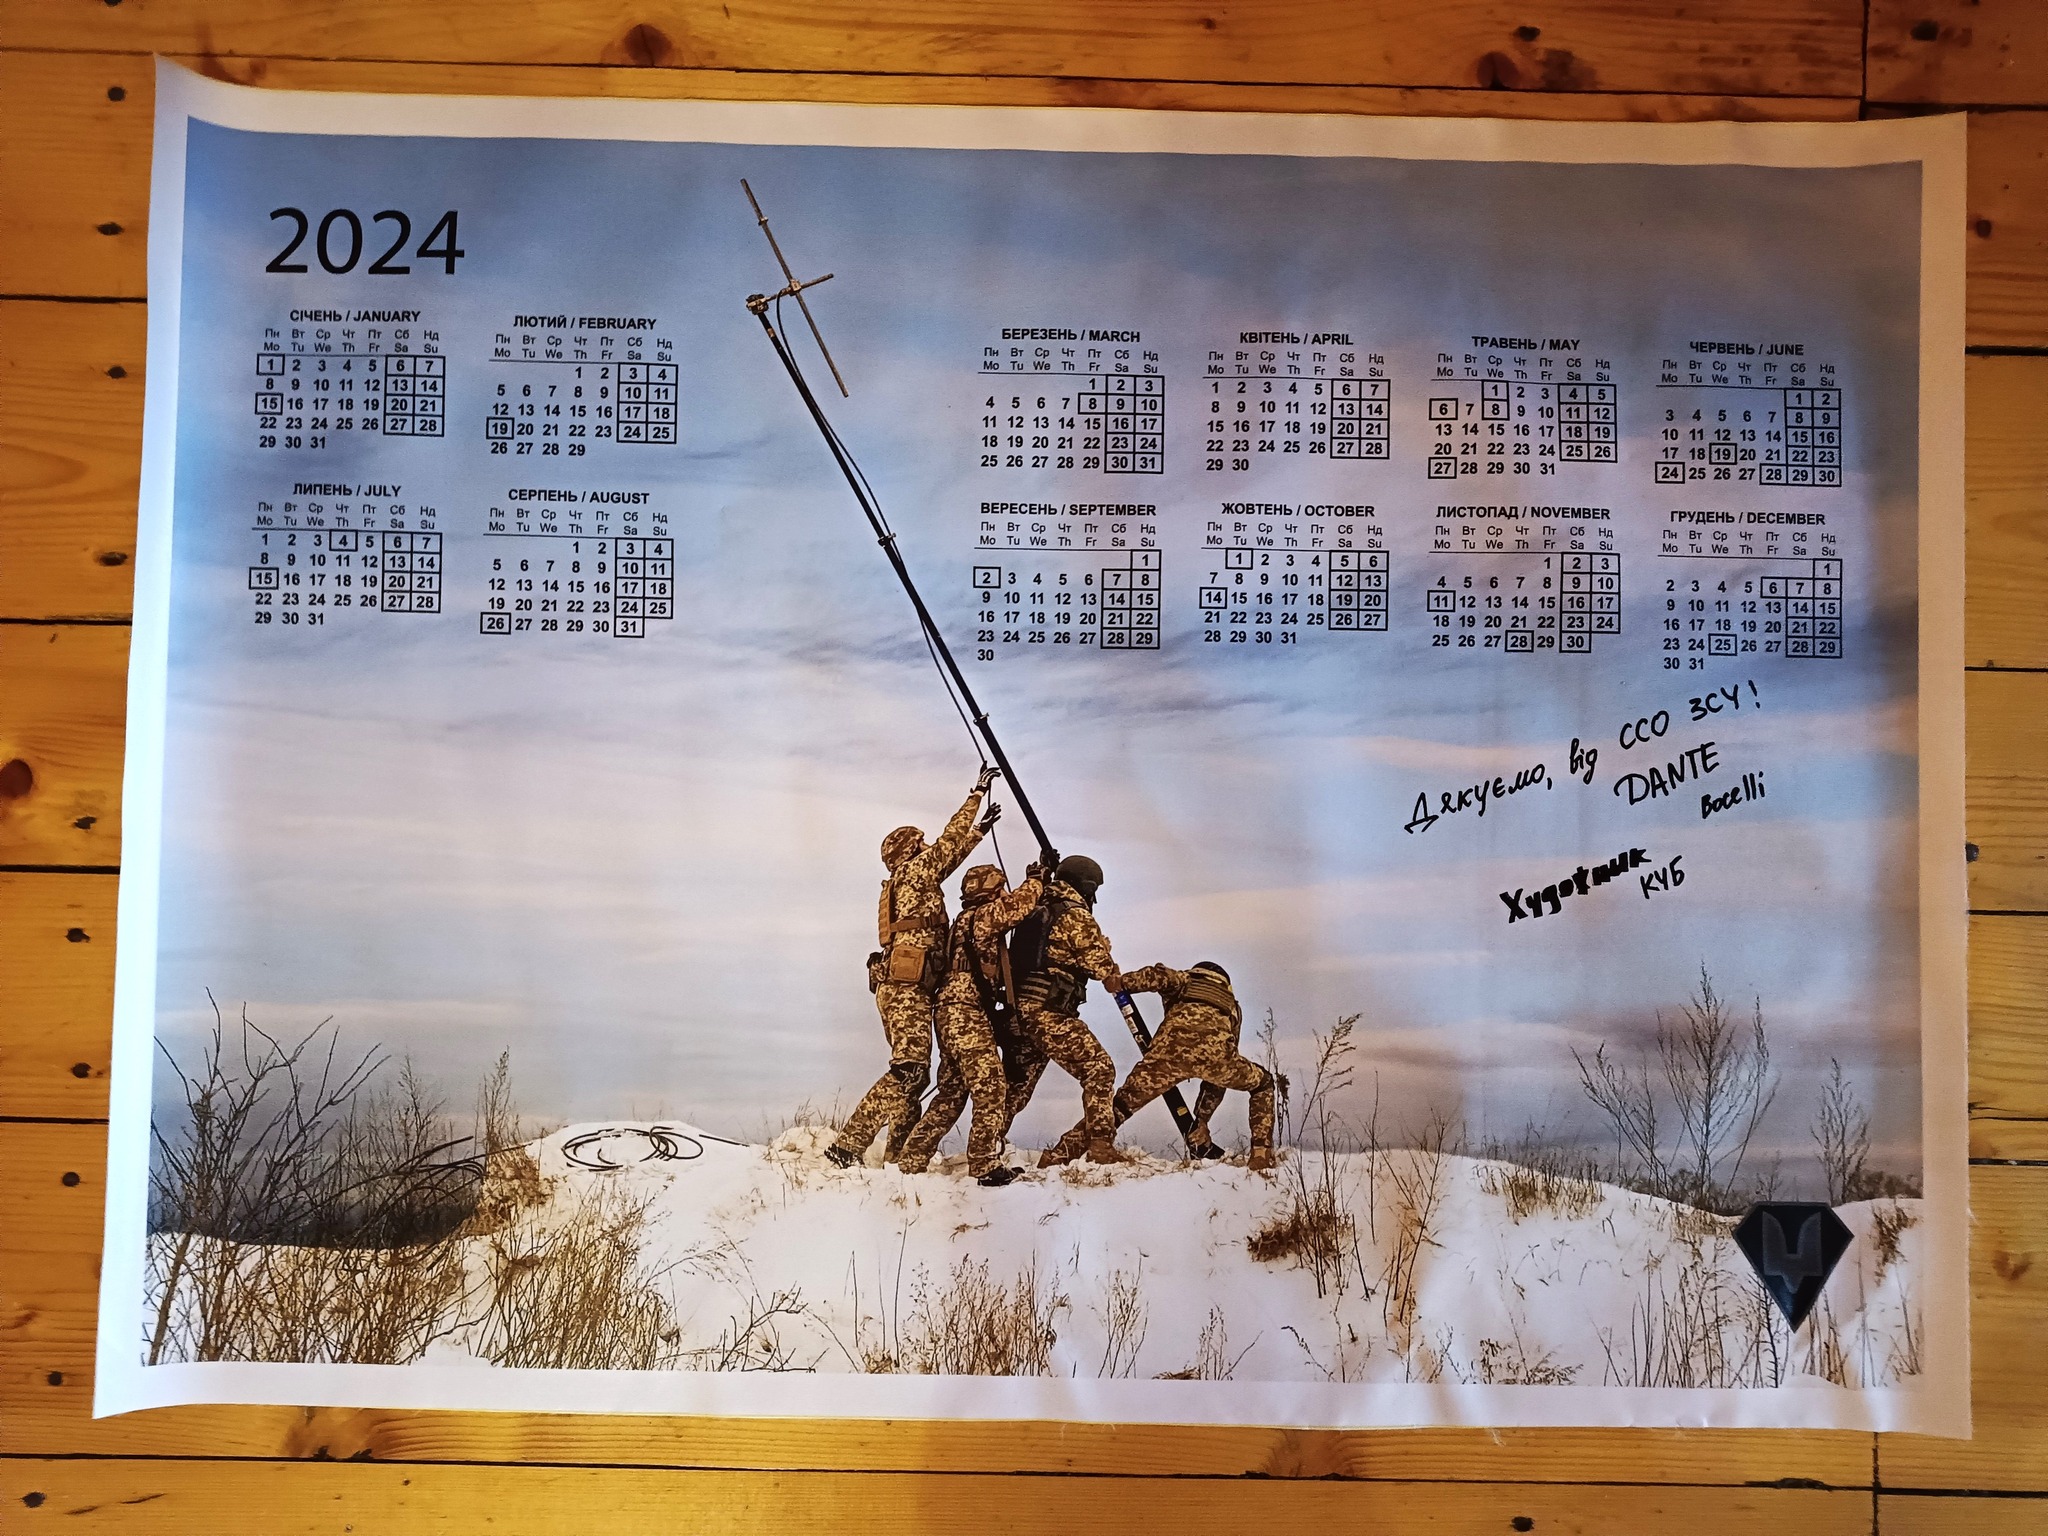 2024
СІЧЕНЬ / JANUARY
Пн Вт Ср Чт Пт Сб Нд
Mo Tu We Th Fr Sa Su
1 2 3 4 5 6 7
8 9 10 11 12 13 14
15 16 17 18 19 20 21
22 23 24 25 26 27 28
29 30 31
ЛЮТИЙ / FEBRUARY
Пн Вт Ср Чт Пт Сб Нд
Mo Tu We Th Fr Sa Su
1 2 3 4
5 6 7 8 9 10 11
12 13 14 15 16 17 18
19 20 21 22 23 24 25
26 27 28 29
БЕРЕЗЕНЬ / MARCH
Пн Вт Ср Чт Пт Сб Нд
Mo Tu We Th Fr Sa Su
1 2 3
4 5 6 7 8 9 10
11 12 13 14 15 16 17
18 19 20 21 22 23 24
25 26 27 28 29 30 31
КВІТЕНЬ / APRIL
Пн Вт Ср Чт Пт Сб Нд
Mo Tu We Th Fr Sa Su
1 2 3 4 5 6 7
8 9 10 11 12 13 14
15 16 17 18 19 20 21
22 23 24 25 26 27 28
29 30
ТРАВЕНЬ / MAY
Пн Вт Ср Чт Пт Сб Нд
Mo Tu We Th Fr Sa Su
1 2 3 4 5
6 7 8 9 10 11 12
13 14 15 16 17 18 19
20 21 22 23 24 25 26
27 28 29 30 31
ЧЕРВЕНЬ / JUNE
Пн Вт Ср Чт Пт Сб Нд
Mo Tu We Th Fr Sa Su
1 2
3 4 5 6 7 8 9
10 11 12 13 14 15 16
17 18 19 20 21 22 23
24 25 26 27 28 29 30
ЛИПЕНЬ / JULY
Пн Вт Ср Чт Пт Сб Нд
Mo Tu We Th Fr Sa Su
1 2 3 4 5 6 7
8 9 10 11 12 13 14
15 16 17 18 19 20 21
22 23 24 25 26 27 28
29 30 31
СЕРПЕНЬ / AUGUST
Пн Вт Ср Чт Пт Сб Нд
Mo Tu We Th Fr Sa Su
1 2 3 4
5 6 7 8 9 10 11
12 13 14 15 16 17 18
19 20 21 22 23 24 25
26 27 28 29 30 31
ВЕРЕСЕНЬ / SEPTEMBER
Пн Вт Ср Чт Пт Сб Нд
Mo Tu We Th Fr Sa Su
1
2 3 4 5 6 7 8
9 10 11 12 13 14 15
16 17 18 19 20 21 22
23 24 25 26 27 28 29
30
ЖОВТЕНЬ / OCTOBER
Пн Вт Ср Чт Пт Сб Нд
Mo Tu We Th Fr Sa Su
1 2 3 4 5 6
7 8 9 10 11 12 13
14 15 16 17 18 19 20
21 22 23 24 25 26 27
28 29 30 31
ЛИСТОПАД / NOVEMBER
Пн Вт Ср Чт Пт Сб Нд
Mo Tu We Th Fr Sa Su
1 2 3
4 5 6 7 8 9 10
11 12 13 14 15 16 17
18 19 20 21 22 23 24
25 26 27 28 29 30
ГРУДЕНЬ / DECEMBER
Пн Вт Ср Чт Пт Сб Нд
Mo Tu We Th Fr Sa Su
1
2 3 4 5 6 7 8
9 10 11 12 13 14 15
16 17 18 19 20 21 22
23 24 25 26 27 28 29
30 31
Дякуємо, від ССО ЗСУ!
DANTE
Bocelli
Художник
КУБ